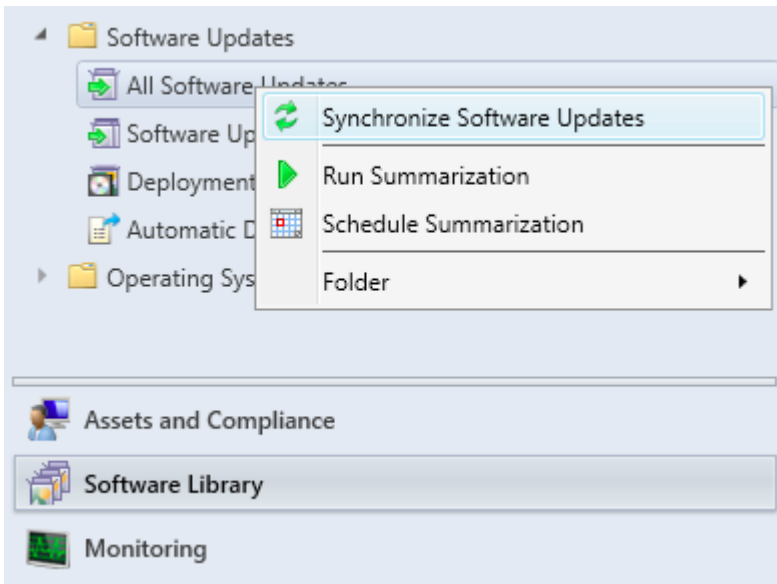 Software Updates
All Software Updates
Synchronize Software Updates
Software Up
Run Summarization
Deployment
Schedule Summarization
Automatic D
Operating Sys
Folder
Assets and Compliance
Software Library
Monitoring